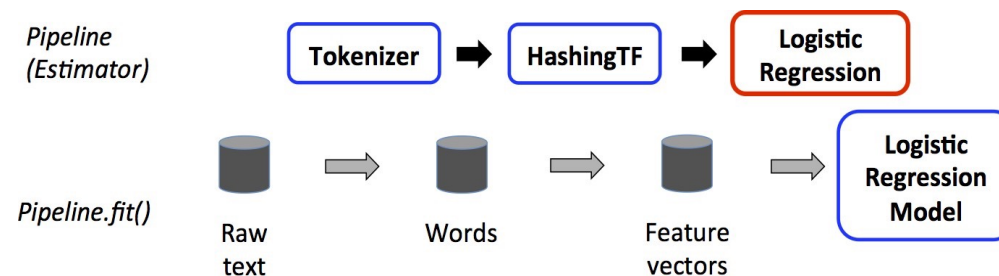 Pipeline
(Estimator)
Tokenizer
HashingTF
Logistic
Regression
Pipeline.fit()
Raw
text
Words
Feature
vectors
Logistic
Regression
Model